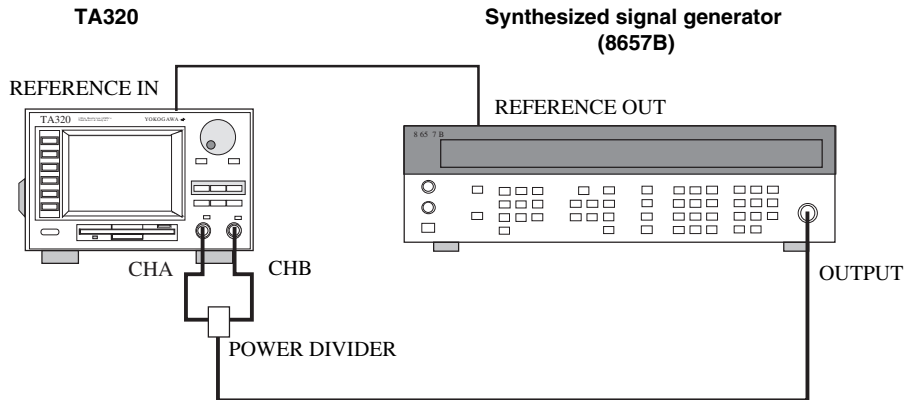 TA320
Synthesized signal generator
(8657B)
REFERENCE IN
REFERENCE OUT
TA320
YOKOGAWA
8 65 7 B
CHA
CHB
OUTPUT
POWER DIVIDER